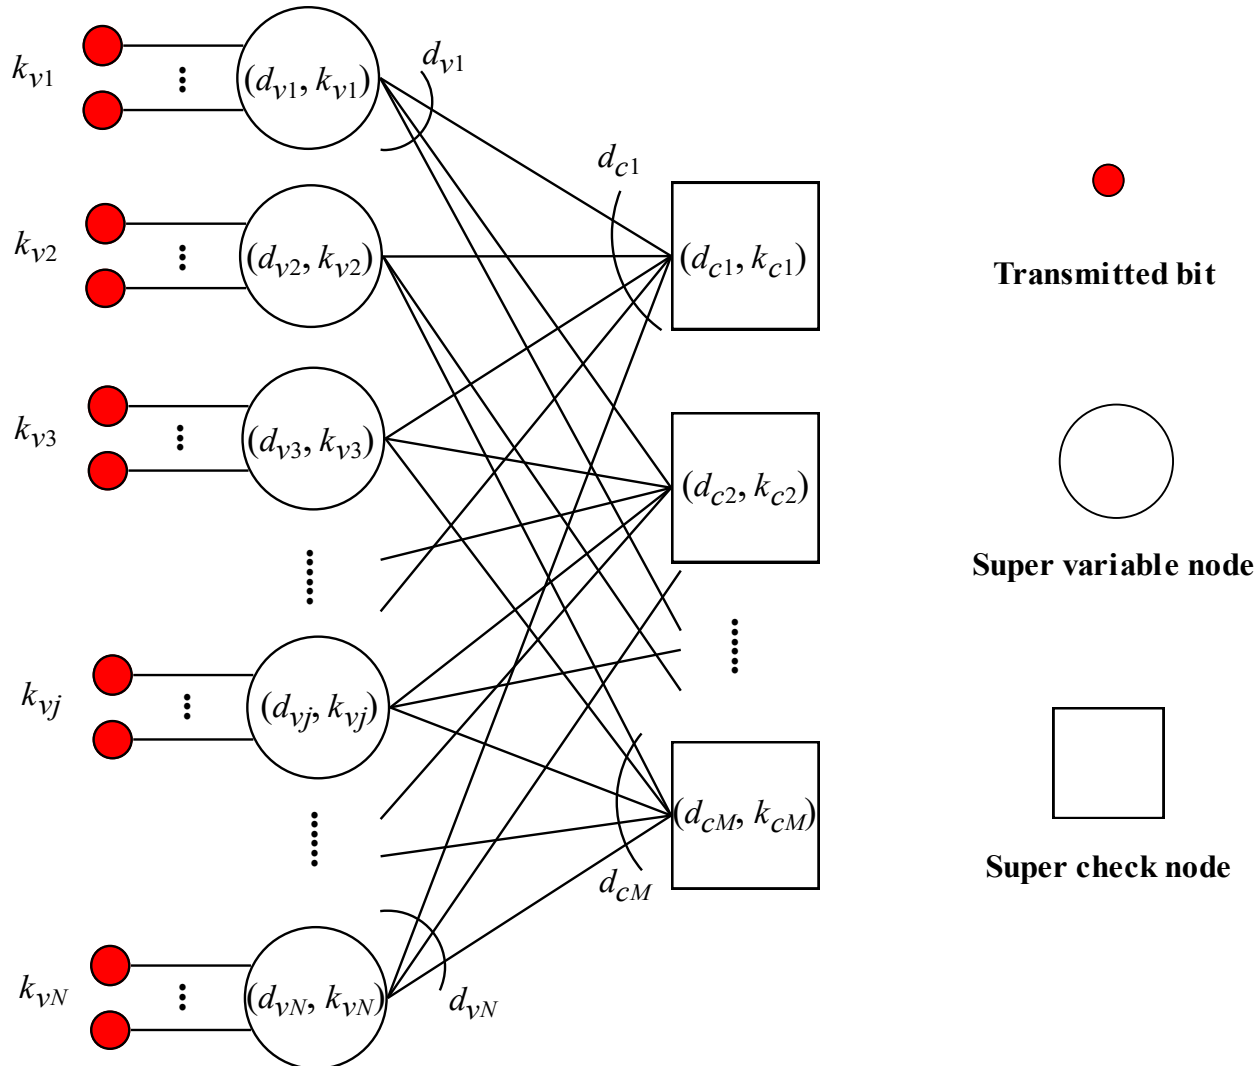 k_{v1}
(d_{v1}, k_{v1})
d_{v1}
d_{c1}
k_{v2}
(d_{v2}, k_{v2})
(d_{c1}, k_{c1})
Transmitted bit
k_{v3}
(d_{v3}, k_{v3})
(d_{c2}, k_{c2})
Super variable node
k_{vj}
(d_{vj}, k_{vj})
(d_{cM}, k_{cM})
d_{cM}
Super check node
k_{vN}
(d_{vN}, k_{vN})
d_{vN}